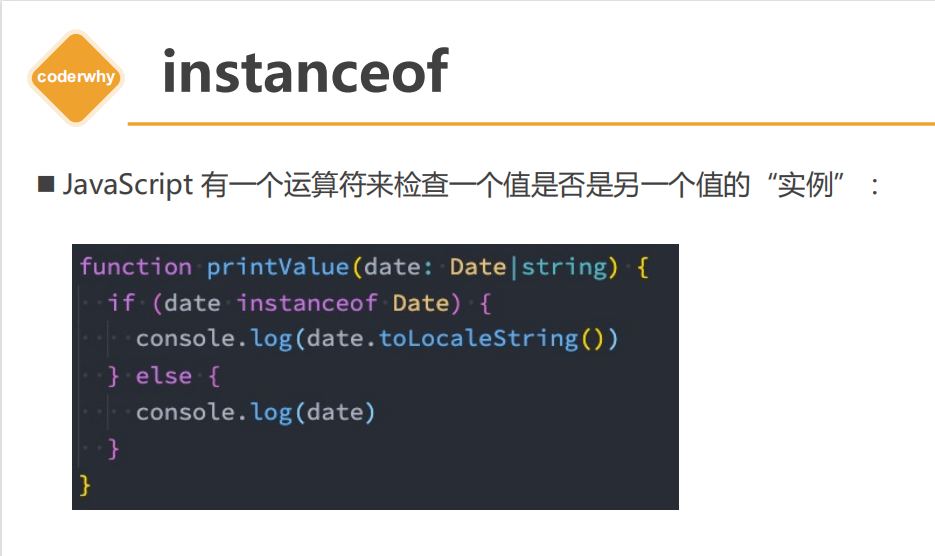 coderwhy
instanceof
■ JavaScript 有一个运算符来检查一个值是否是另一个值的“实例” ：
function printValue(date: Date|string) {
  if (date instanceof Date) {
    console.log(date.toLocaleString())
  } else {
    console.log(date)
  }
}